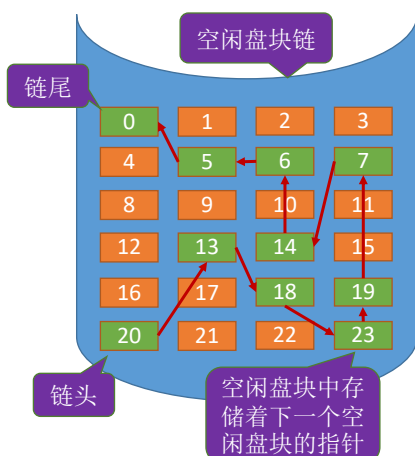 空闲盘块链
链尾
0 1 2 3
4 5 6 7
8 9 10 11
12 13 14 15
16 17 18 19
20 21 22 23
链头
空闲盘块中存
储着下一个空
闲盘块的指针